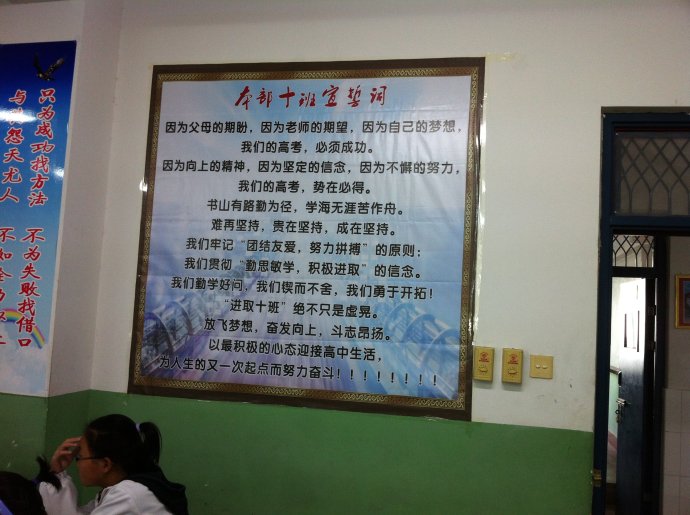 本部十班宣誓词
因为父母的期盼，因为老师的期望，因为自己的梦想，
我们的高考，必须成功。
因为向上的精神，因为坚定的信念，因为不懈的努力，
我们的高考，势在必得。
书山有路勤为径，学海无涯苦作舟。
难再坚持，贵在坚持，成在坚持。
我们牢记“团结友爱，努力拼搏”的原则；
我们贯彻“勤思敏学，积极进取”的信念。
我们勤学好问，我们锲而不舍，我们勇于开拓！
“进取十班”绝不只是虚晃。
放飞梦想，奋发向上，斗志昂扬。
以最积极的心态迎接高中生活，
为人生的又一次起点而努力奋斗！！！！！！！！
只为成功找方法
不为失败找借口
怨天尤人
不如全力